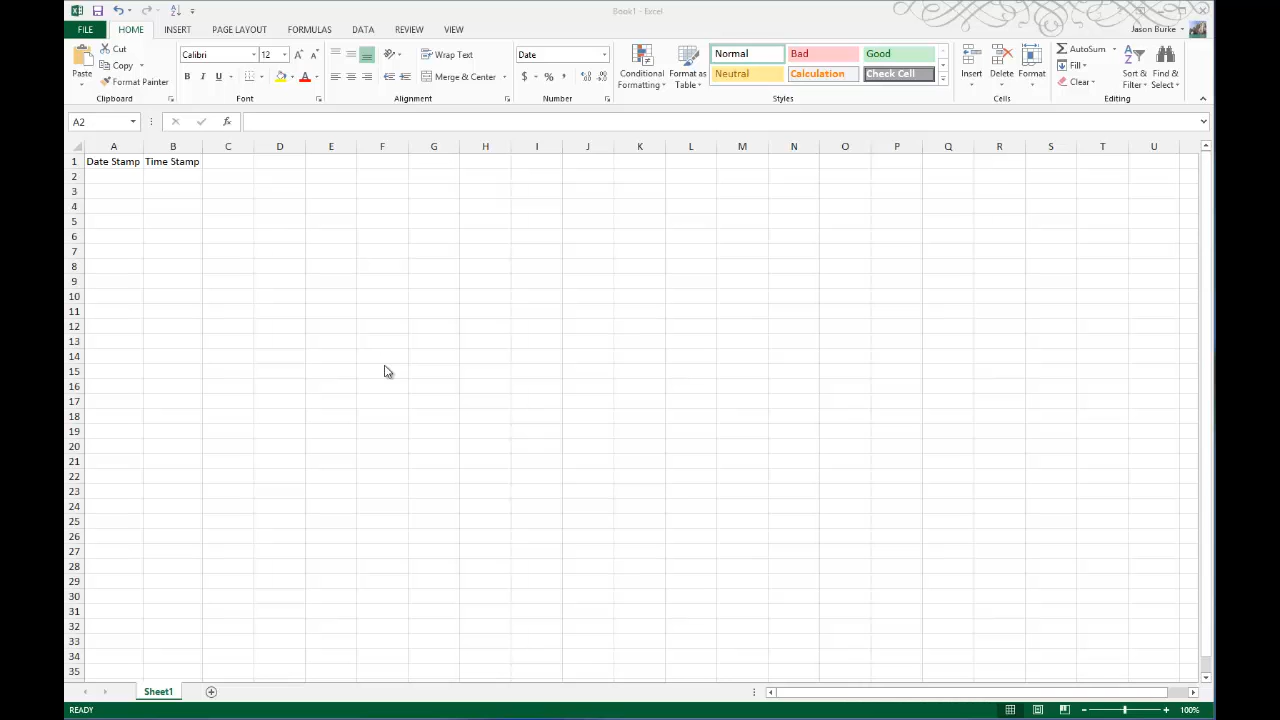 Book1 - Excel
FILE HOME INSERT PAGE LAYOUT FORMULAS DATA REVIEW VIEW Jason Burke
Paste
Cut
Copy
Format Painter
Clipboard
Calibri 12
B I U A
Font
Wrap Text
Merge & Center
Alignment
Date
$ % ,
Number
Conditional Formatting
Format as Table
Normal Bad Good
Neutral Calculation Check Cell
Styles
Insert Delete Format
Cells
AutoSum
Fill
Clear
Sort & Filter
Find & Select
Editing
A2 fx
A B C D E F G H I J K L M N O P Q R S T U
1 Date Stamp Time Stamp
2
3
4
5
6
7
8
9
10
11
12
13
14
15
16
17
18
19
20
21
22
23
24
25
26
27
28
29
30
31
32
33
34
35
Sheet1
READY 100%